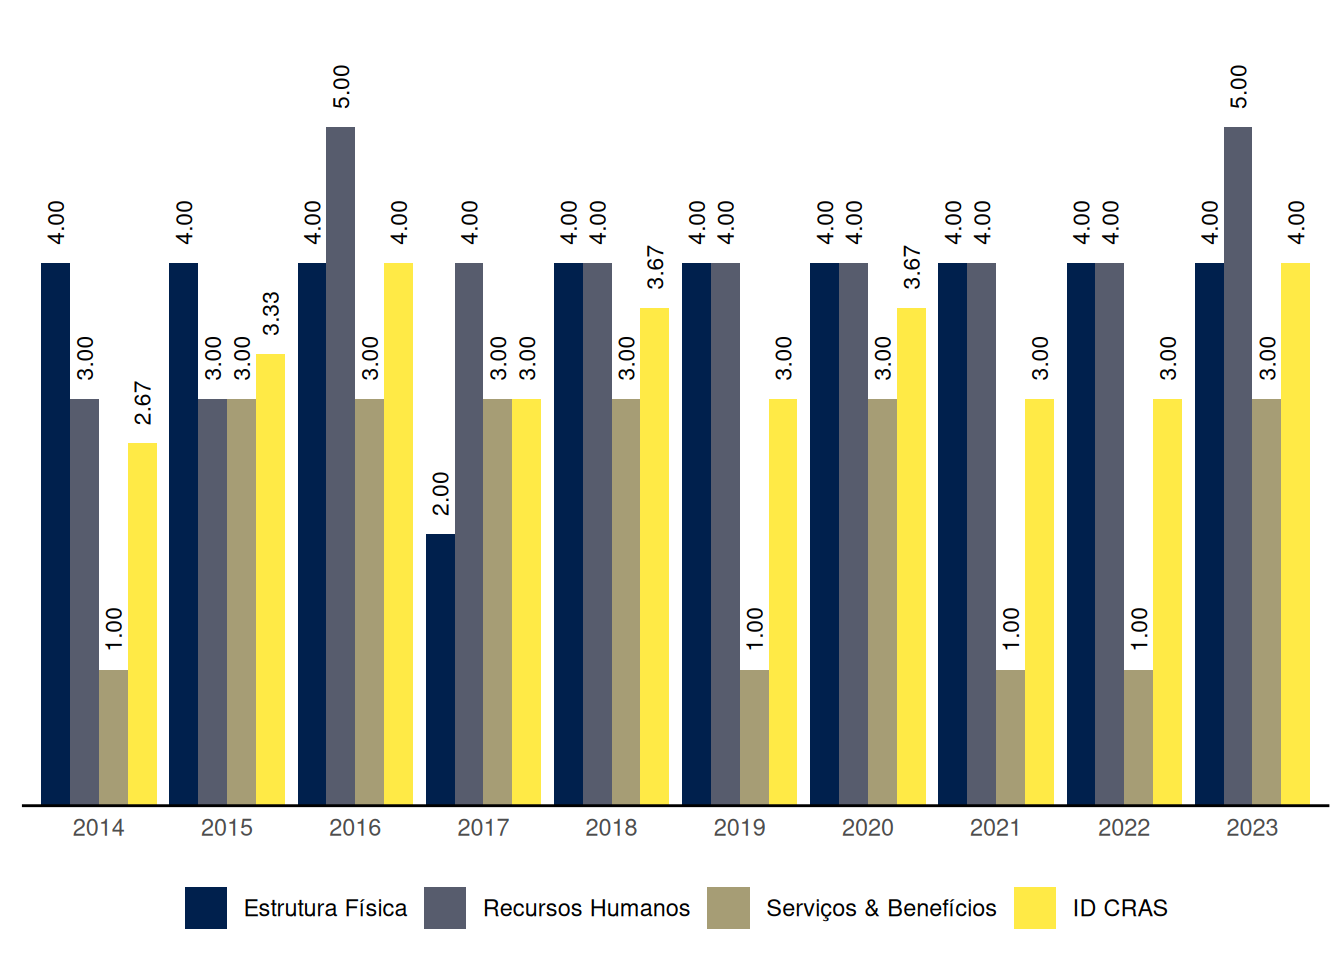 5.00 5.00
4.00 4.00 4.00 4.00 4.00 4.00 4.00 4.00 4.00 4.00 4.00 4.00 4.00 4.00 4.00 4.00 4.00
3.67 3.67
3.33
3.00 3.00 3.00 3.00 3.00 3.00 3.00 3.00 3.00 3.00 3.00 3.00
2.67
2.00
1.00 1.00 1.00 1.00
2014 2015 2016 2017 2018 2019 2020 2021 2022 2023
Estrutura Física Recursos Humanos Serviços & Benefícios ID CRAS